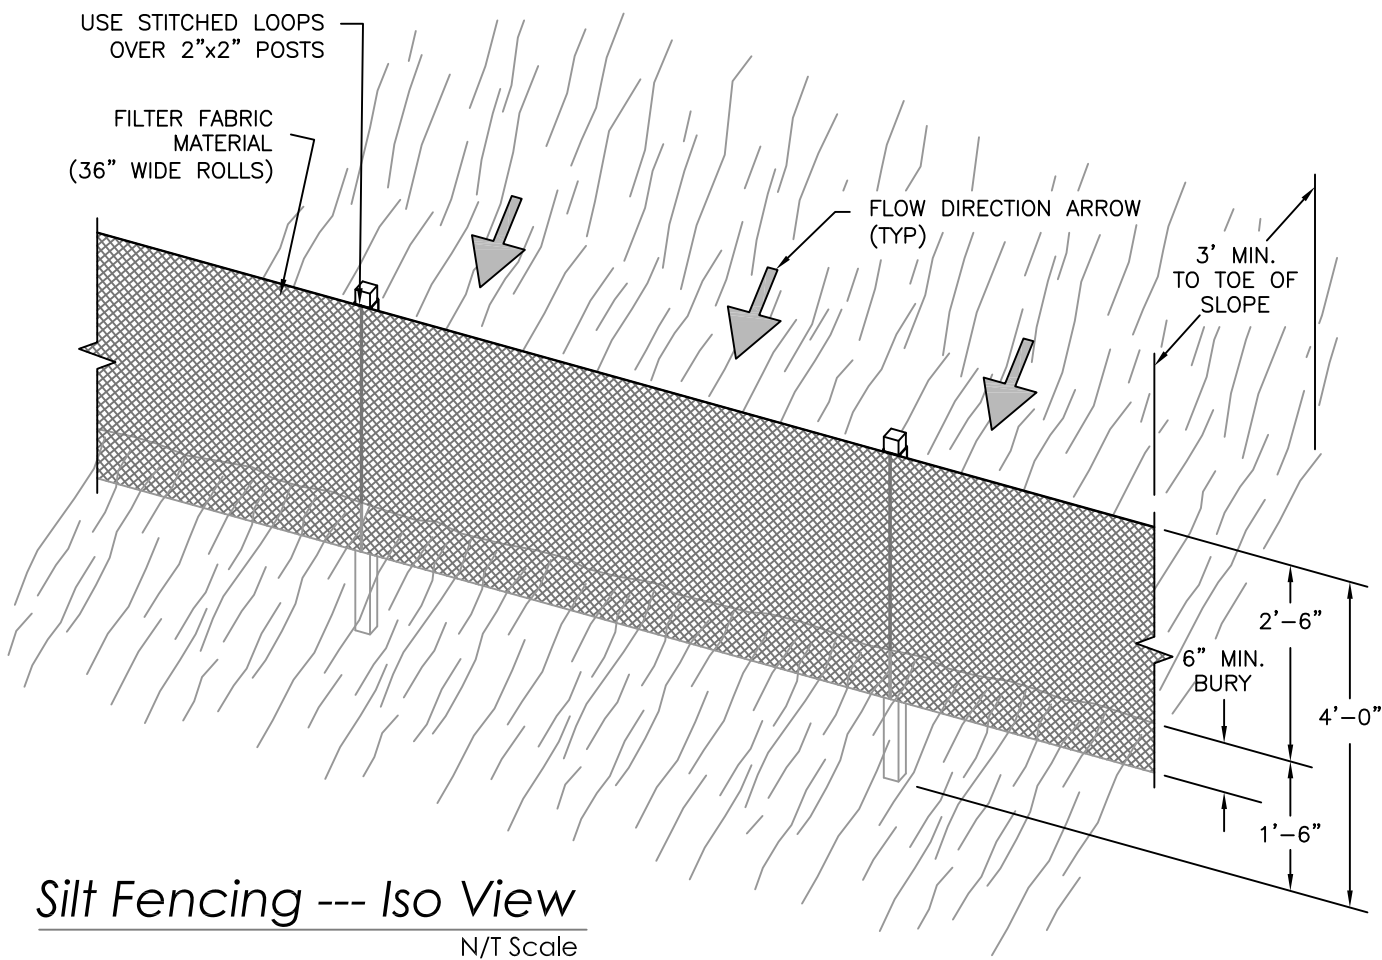 USE STITCHED LOOPS
OVER 2"x2" POSTS
FILTER FABRIC
MATERIAL
(36" WIDE ROLLS)
FLOW DIRECTION ARROW
(TYP)
3' MIN.
TO TOE OF
SLOPE
2'-6"
6" MIN.
BURY
4'-0"
1'-6"
Silt Fencing --- Iso View
N/T Scale